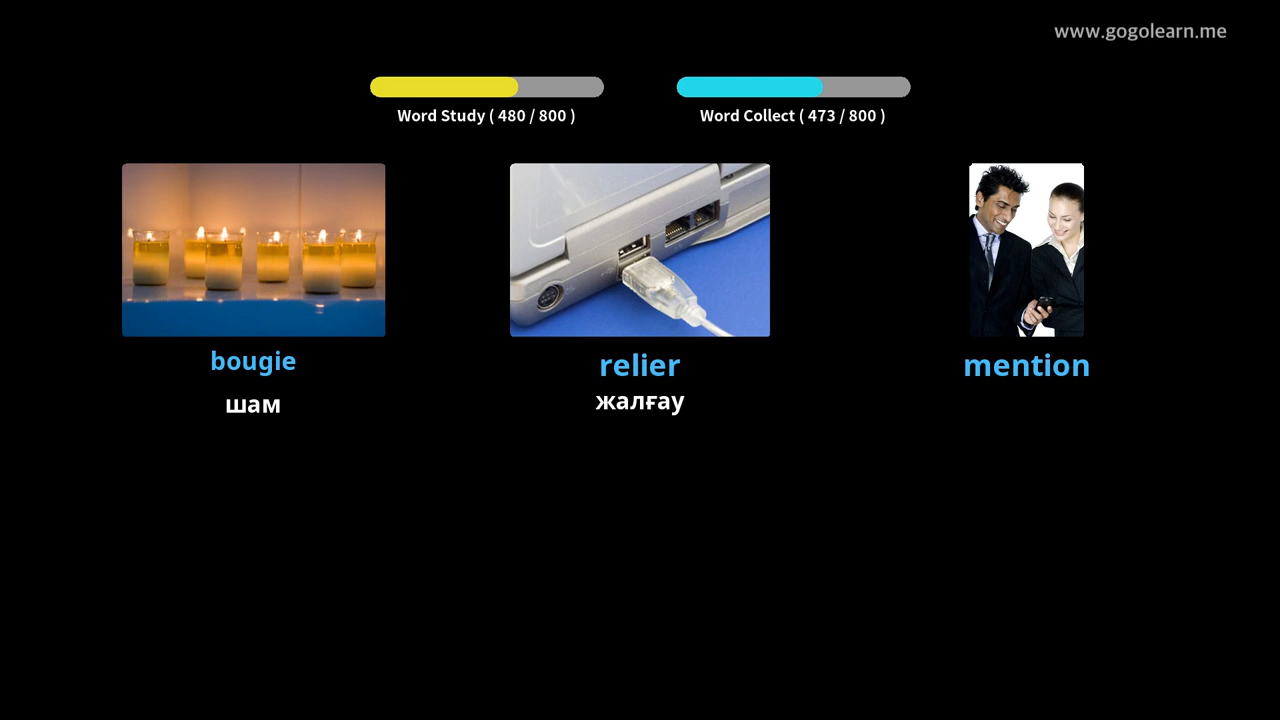 www.gogolearn.me
Word Study ( 480 / 800 )
Word Collect ( 473 / 800 )
bougie
шам
relier
жалғау
mention